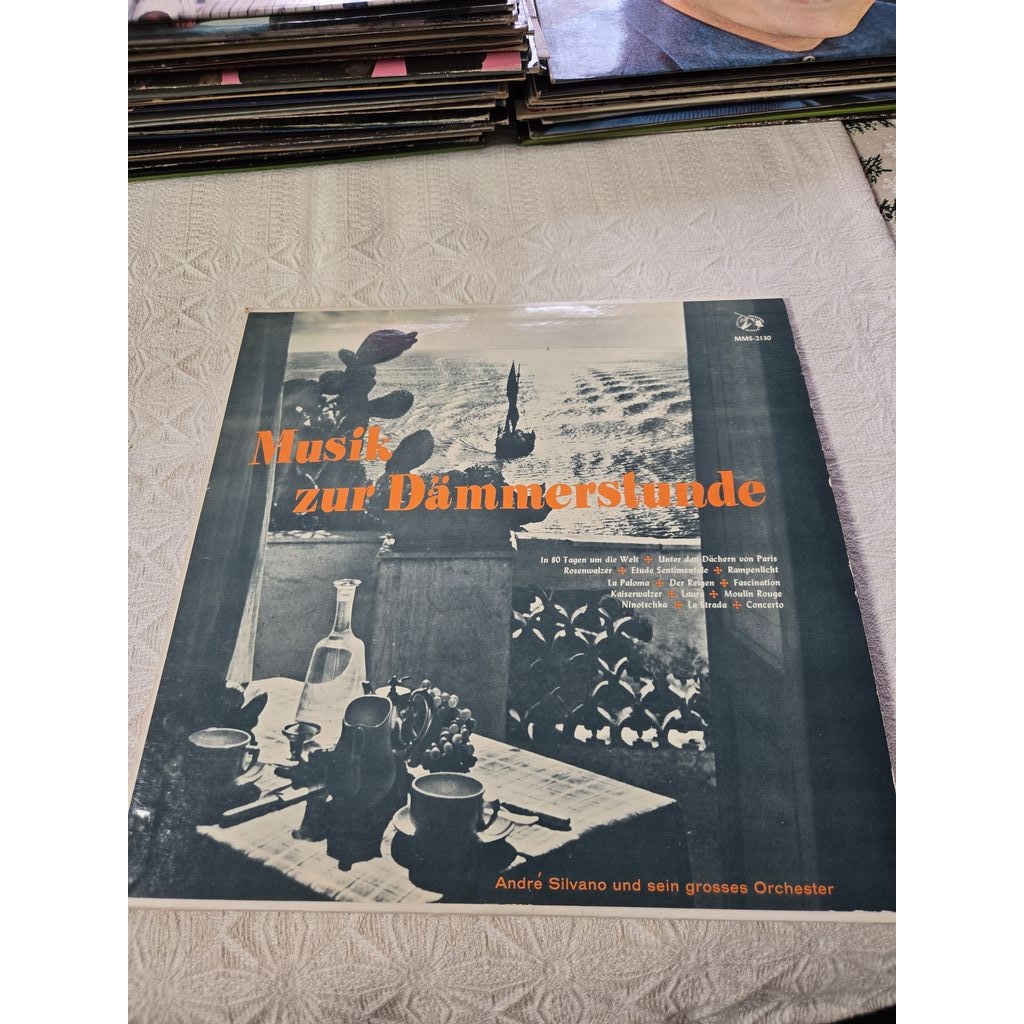 MMS-2130
Musik
zur Dämmerstunde
In 80 Tagen um die Welt ✢ Unter den Dächern von Paris
Rosenwalzer ✢ Etude Sentimentale ✢ Rampenlicht
La Paloma ✢ Der Reigen ✢ Fascination
Kaiserwalzer ✢ Laura ✢ Moulin Rouge
Ninotschka ✢ La Strada ✢ Concerto
André Silvano und sein grosses Orchester